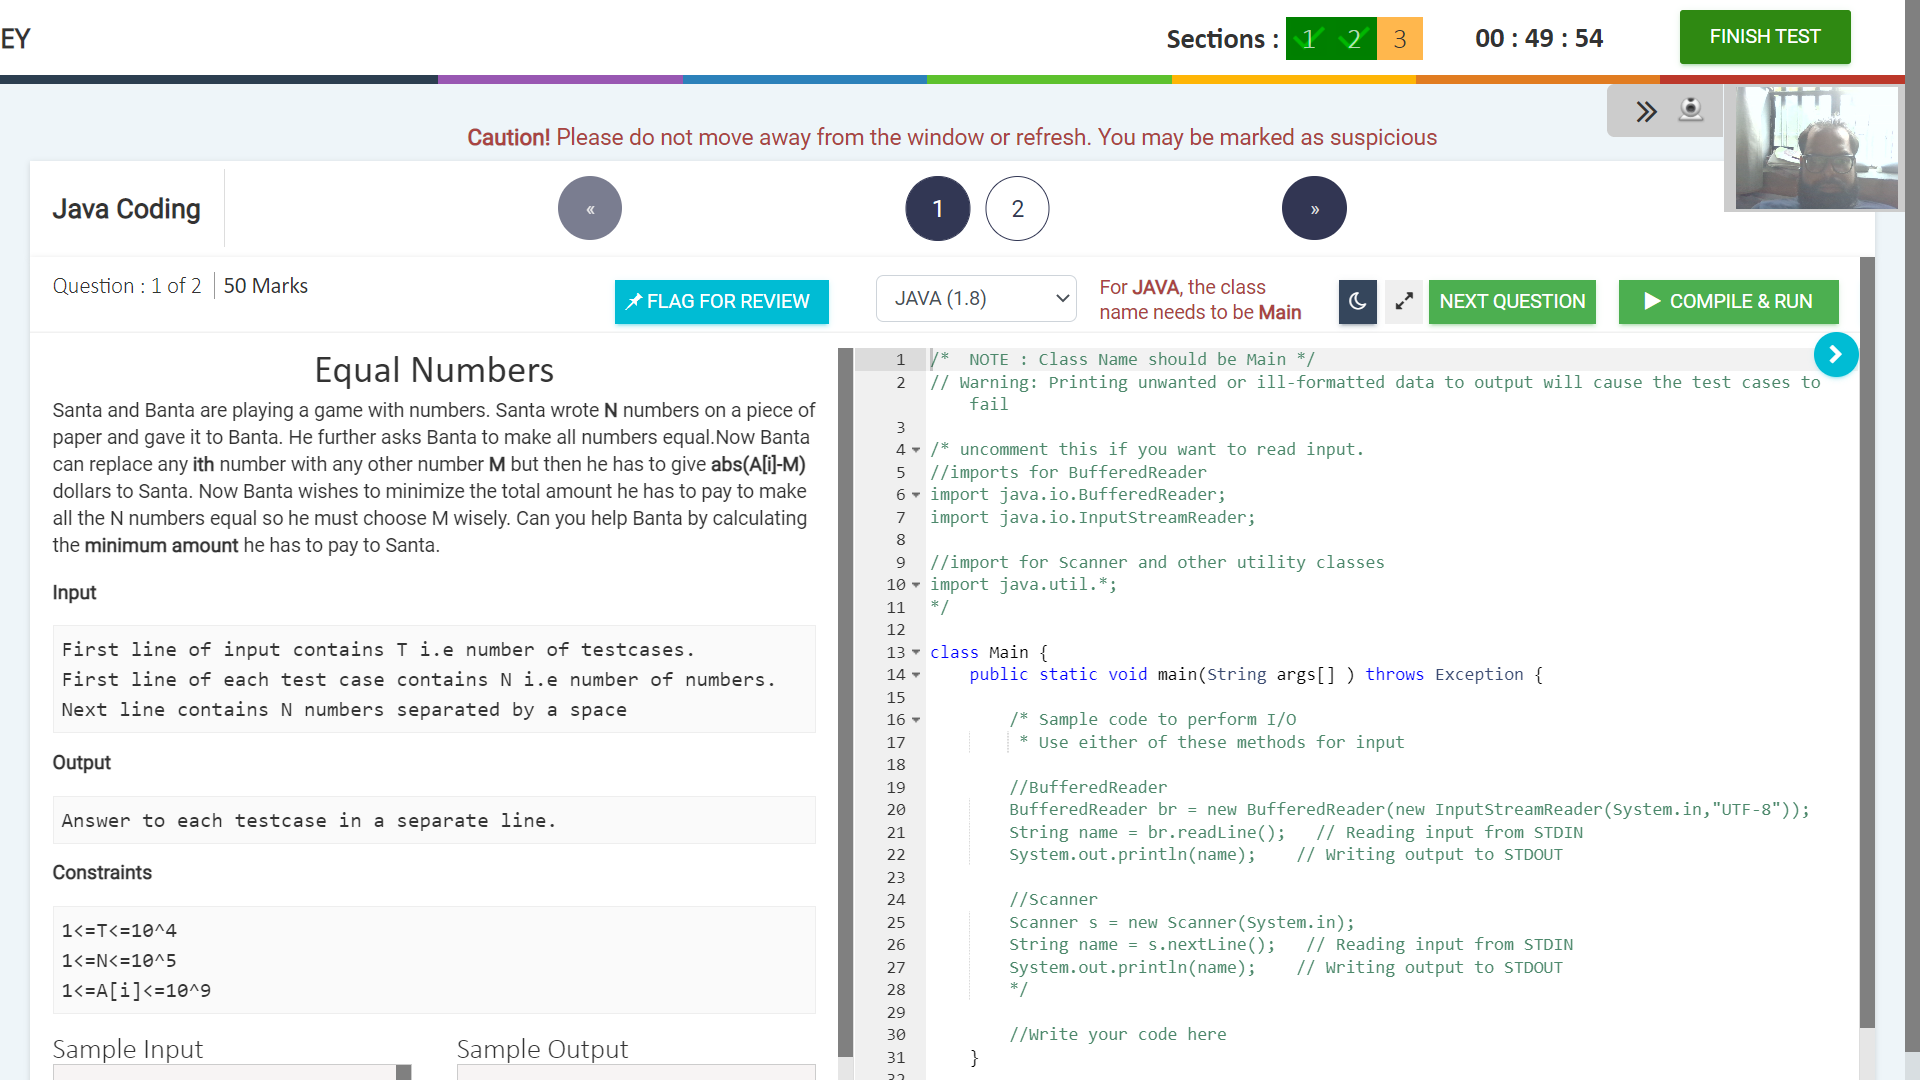 EY
Sections : 1 2 3
00 : 49 : 54
FINISH TEST
Caution! Please do not move away from the window or refresh. You may be marked as suspicious
Java Coding
«
1
2
»
Question : 1 of 2
50 Marks
FLAG FOR REVIEW
JAVA (1.8)
For JAVA, the class
name needs to be Main
NEXT QUESTION
COMPILE & RUN
Equal Numbers
Santa and Banta are playing a game with numbers. Santa wrote N numbers on a piece of
paper and gave it to Banta. He further asks Banta to make all numbers equal.Now Banta
can replace any ith number with any other number M but then he has to give abs(A[i]-M)
dollars to Santa. Now Banta wishes to minimize the total amount he has to pay to make
all the N numbers equal so he must choose M wisely. Can you help Banta by calculating
the minimum amount he has to pay to Santa.
Input
First line of input contains T i.e number of testcases.
First line of each test case contains N i.e number of numbers.
Next line contains N numbers separated by a space
Output
Answer to each testcase in a separate line.
Constraints
1<=T<=10^4
1<=N<=10^5
1<=A[i]<=10^9
Sample Input
Sample Output
1 /*  NOTE : Class Name should be Main */
2 // Warning: Printing unwanted or ill-formatted data to output will cause the test cases to
fail
3
4 /* uncomment this if you want to read input.
5 //imports for BufferedReader
6 import java.io.BufferedReader;
7 import java.io.InputStreamReader;
8
9 //import for Scanner and other utility classes
10 import java.util.*;
11 */
12
13 class Main {
14     public static void main(String args[] ) throws Exception {
15
16         /* Sample code to perform I/O
17          * Use either of these methods for input
18
19         //BufferedReader
20         BufferedReader br = new BufferedReader(new InputStreamReader(System.in,"UTF-8"));
21         String name = br.readLine();   // Reading input from STDIN
22         System.out.println(name);    // Writing output to STDOUT
23
24         //Scanner
25         Scanner s = new Scanner(System.in);
26         String name = s.nextLine();   // Reading input from STDIN
27         System.out.println(name);    // Writing output to STDOUT
28         */
29
30         //Write your code here
31     }
32